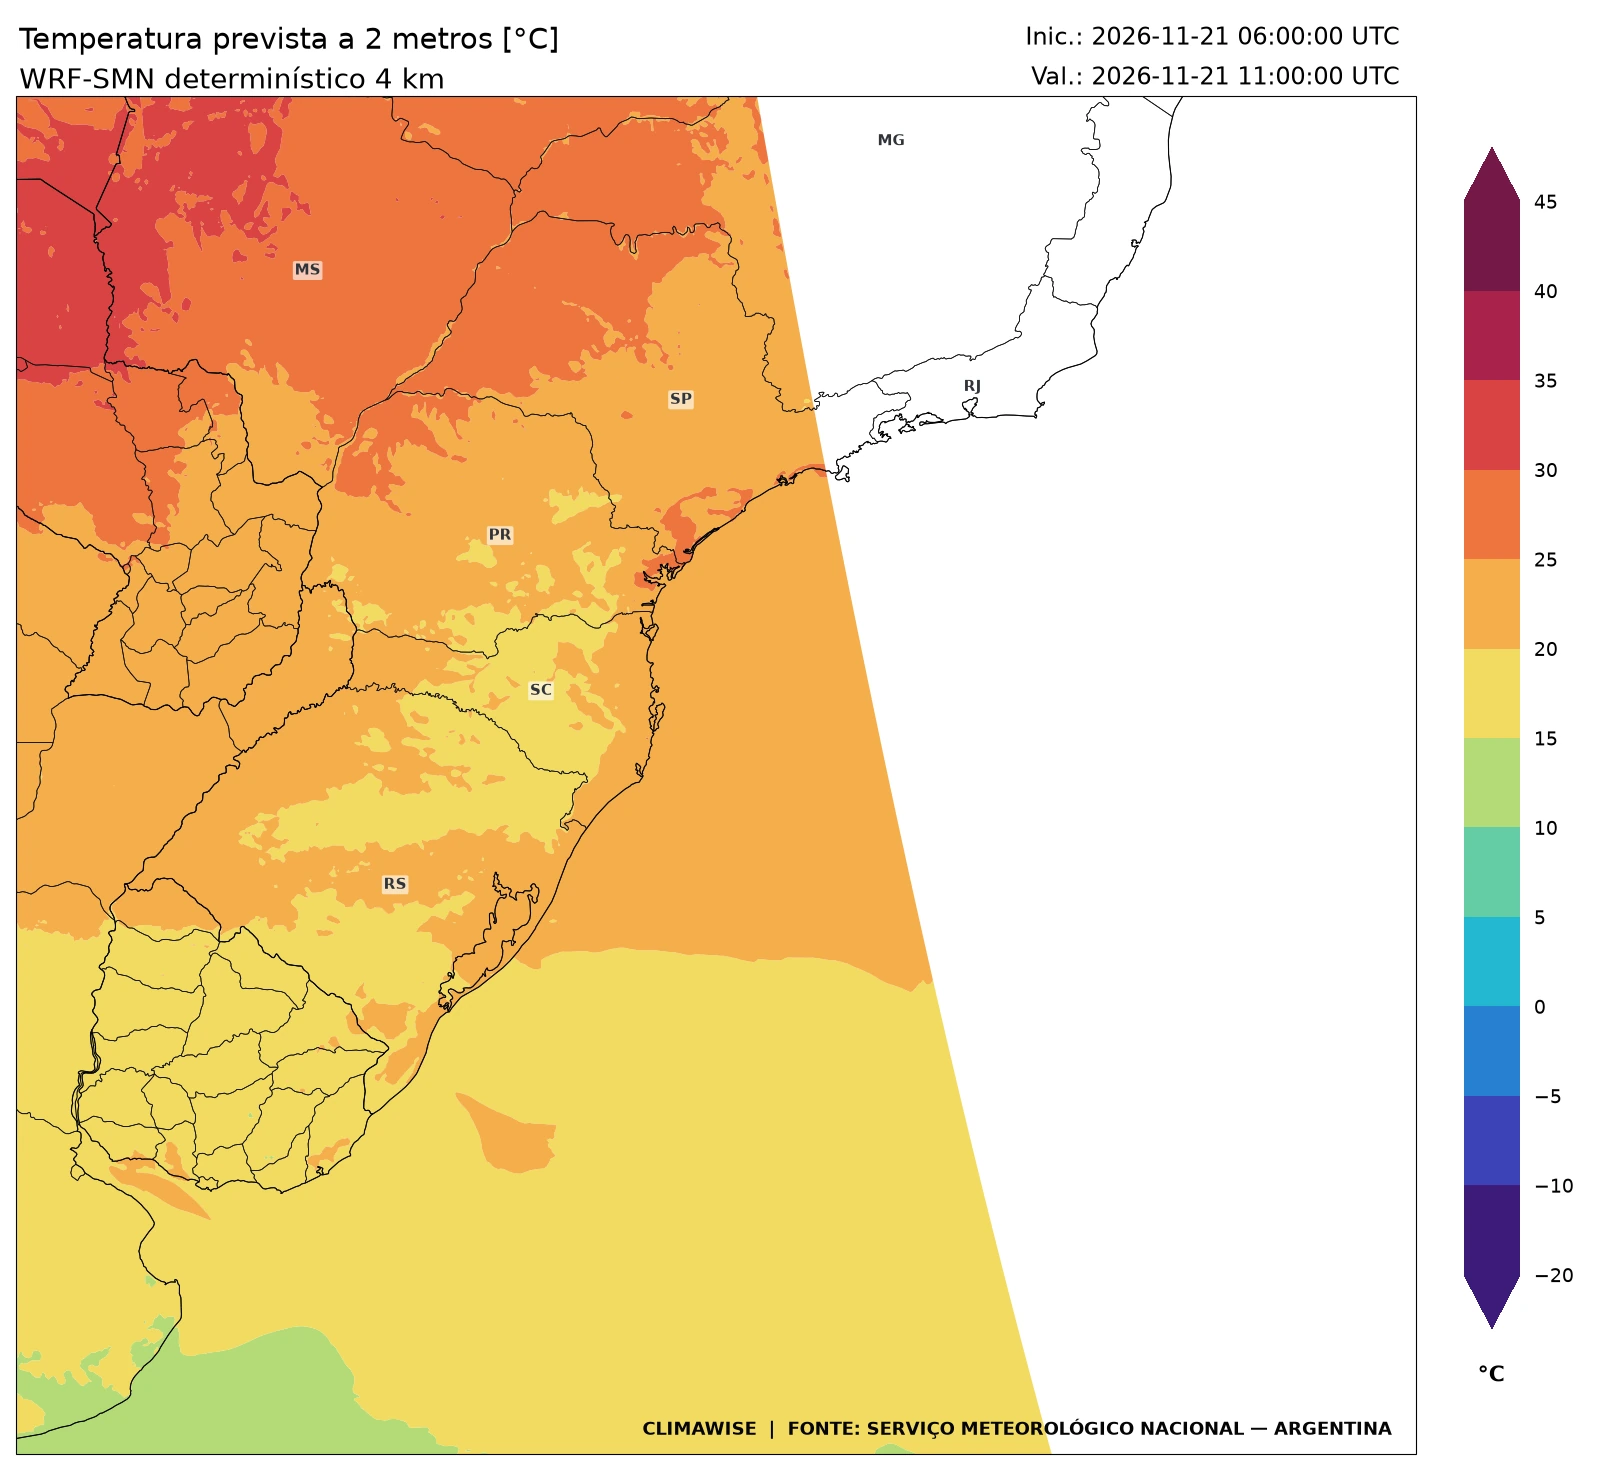 Temperatura prevista a 2 metros [°C]
WRF-SMN determinístico 4 km
Inic.: 2026-11-21 06:00:00 UTC
Val.: 2026-11-21 11:00:00 UTC
MG
MS
RJ
SP
PR
SC
RS
45
40
35
30
25
20
15
10
5
0
−5
−10
−20
°C
CLIMAWISE | FONTE: SERVIÇO METEOROLÓGICO NACIONAL — ARGENTINA